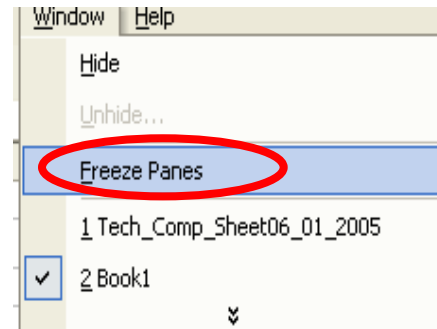 Window Help
Hide
Unhide...
Freeze Panes
1 Tech_Comp_Sheet06_01_2005
2 Book1